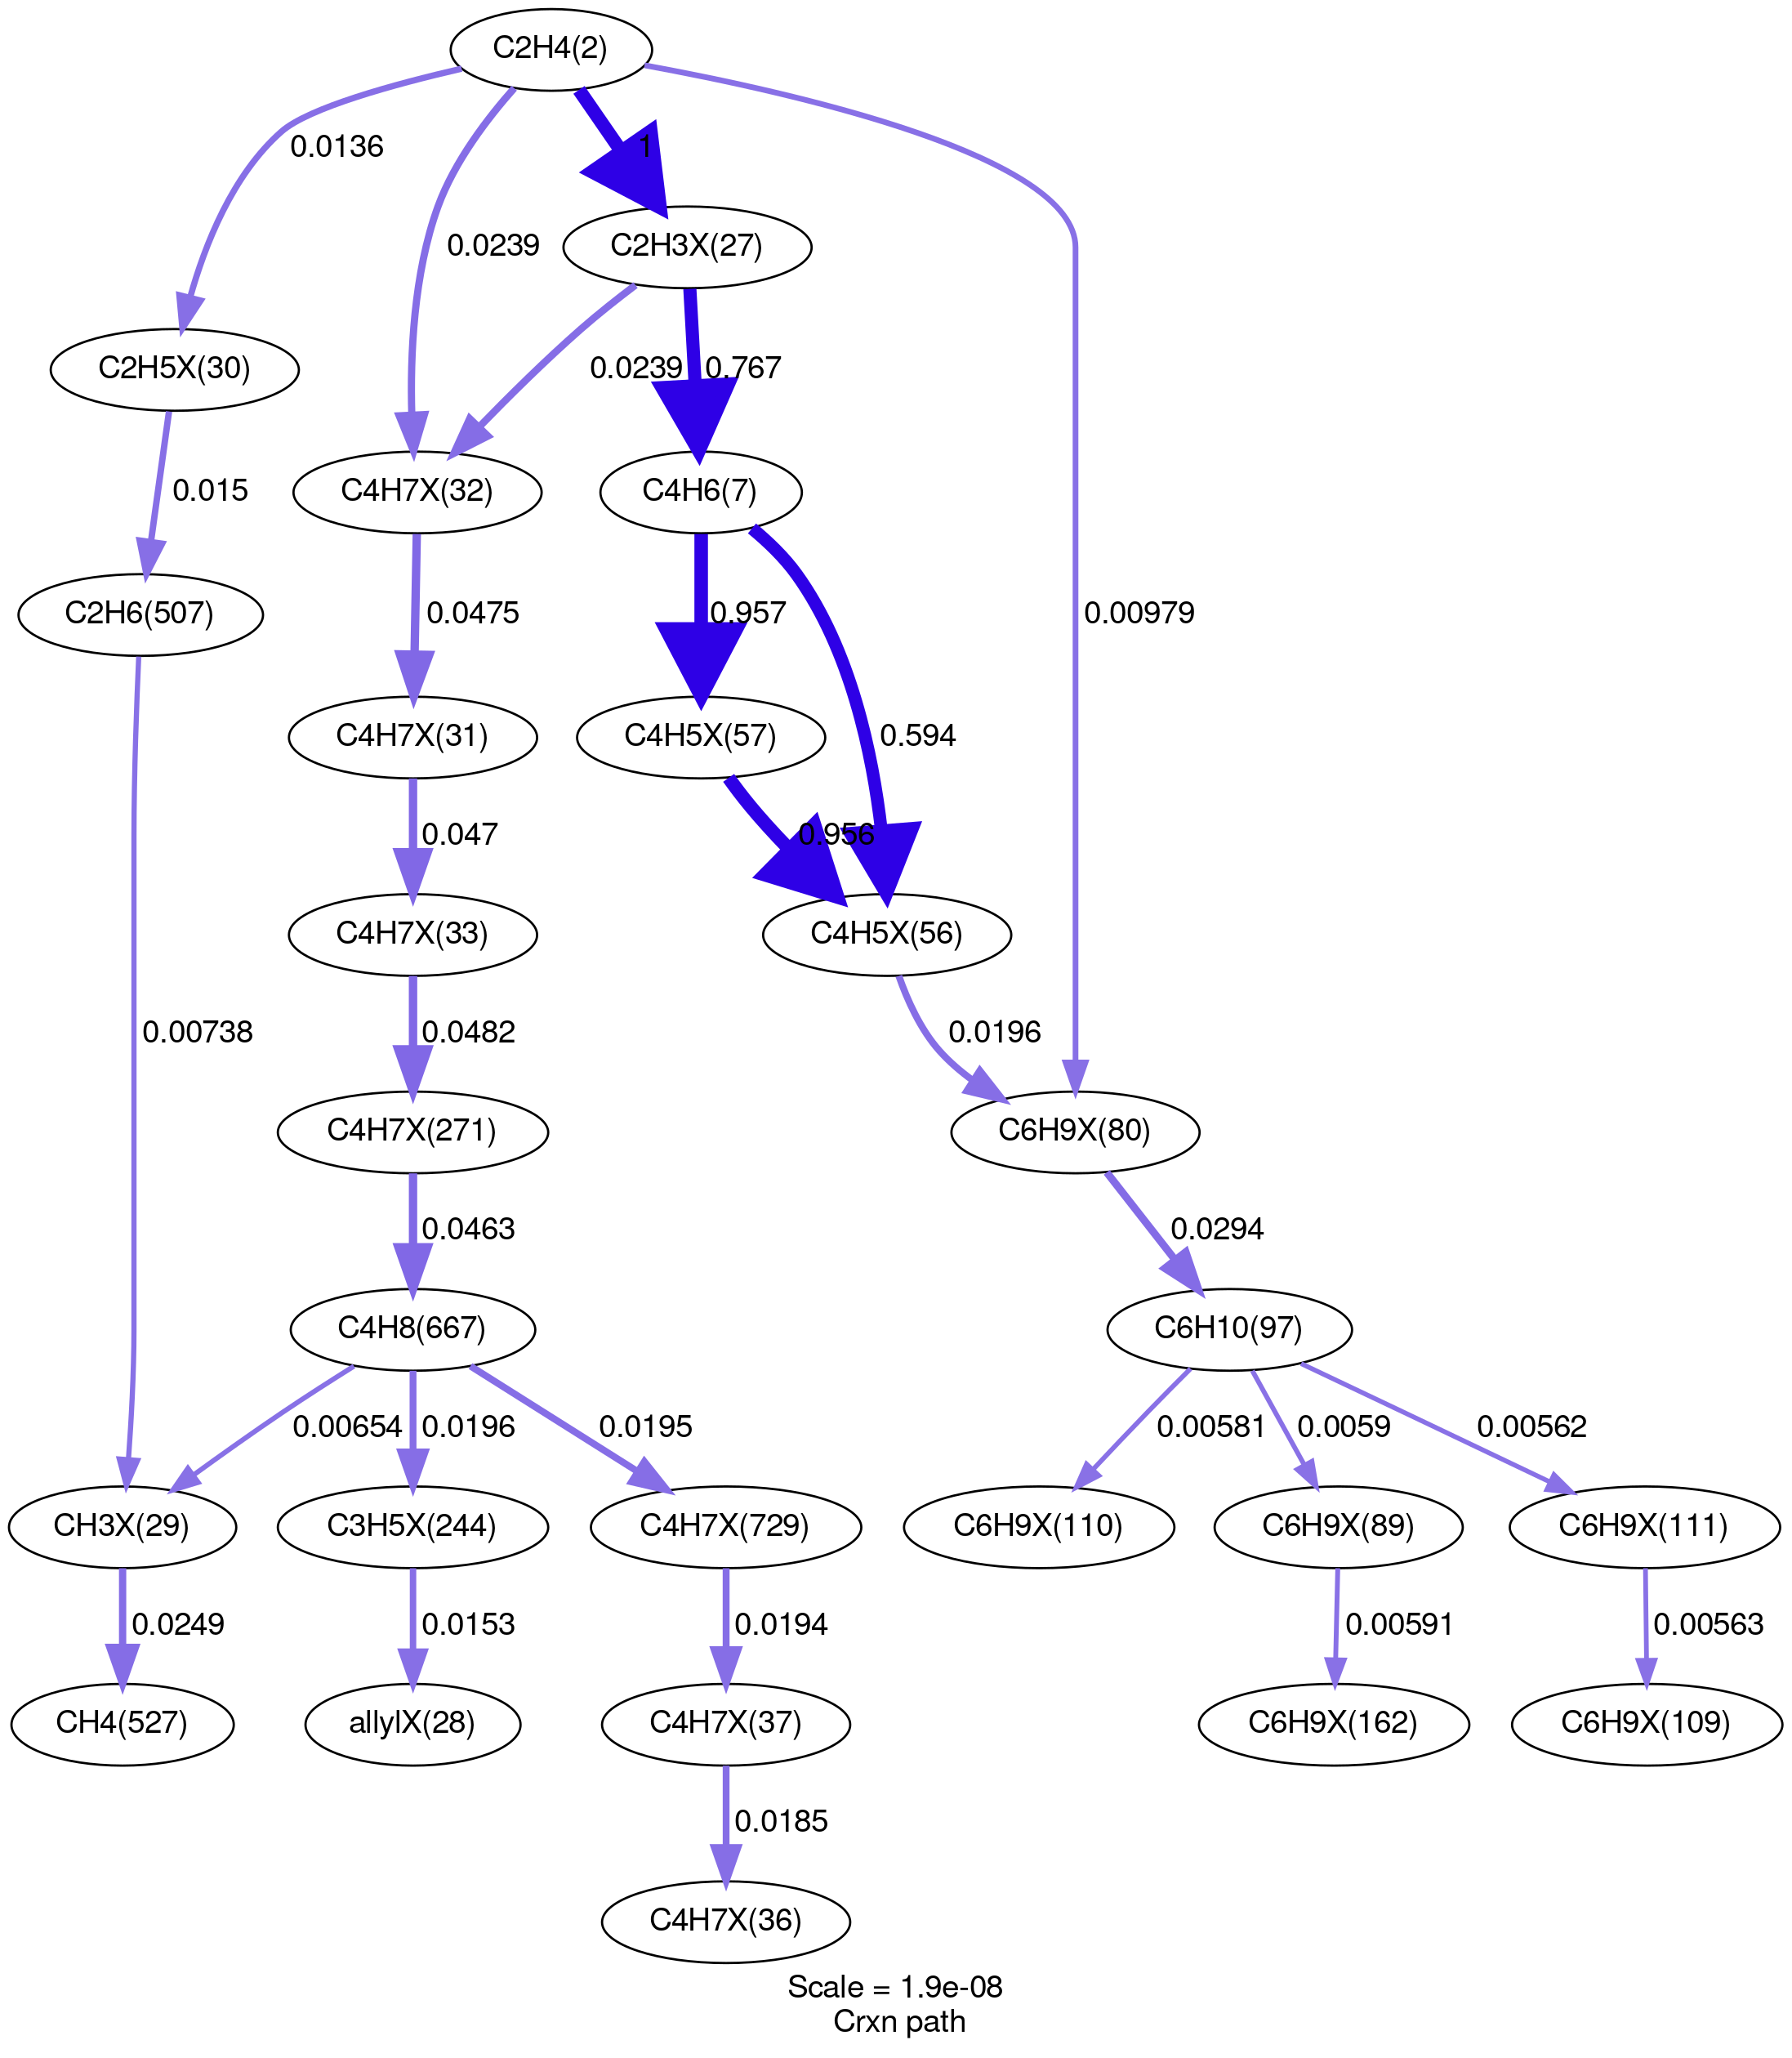 C2H4(2)
0.0136
1
C2H3X(27)
0.0239
C2H5X(30)
0.0239
0.767
C4H7X(32)
C4H6(7)
0.015
C2H6(507)
0.0475
0.957
0.00979
C4H7X(31)
C4H5X(57)
0.594
0.047
0.956
C4H7X(33)
C4H5X(56)
0.00738
0.0482
0.0196
C4H7X(271)
C6H9X(80)
0.0463
0.0294
C4H8(667)
C6H10(97)
0.00654
0.0196
0.0195
0.00581
0.0059
0.00562
CH3X(29)
C3H5X(244)
C4H7X(729)
C6H9X(110)
C6H9X(89)
C6H9X(111)
0.0249
0.0153
0.0194
0.00591
0.00563
CH4(527)
allylX(28)
C4H7X(37)
C6H9X(162)
C6H9X(109)
0.0185
C4H7X(36)
Scale = 1.9e-08
Crxn path